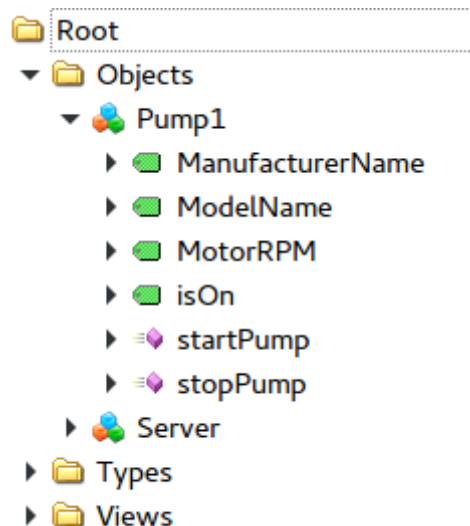 Root
Objects
Pump1
ManufacturerName
ModelName
MotorRPM
isOn
startPump
stopPump
Server
Types
Views